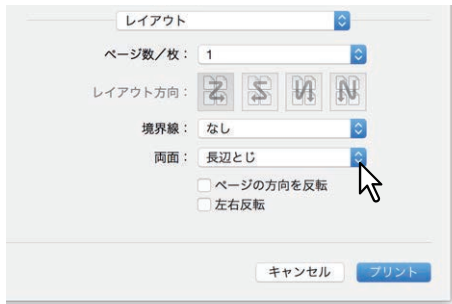 レイアウト
ページ数／枚： 1
レイアウト方向：
境界線： なし
両面： 長辺とじ
ページの方向を反転
左右反転
キャンセル プリント